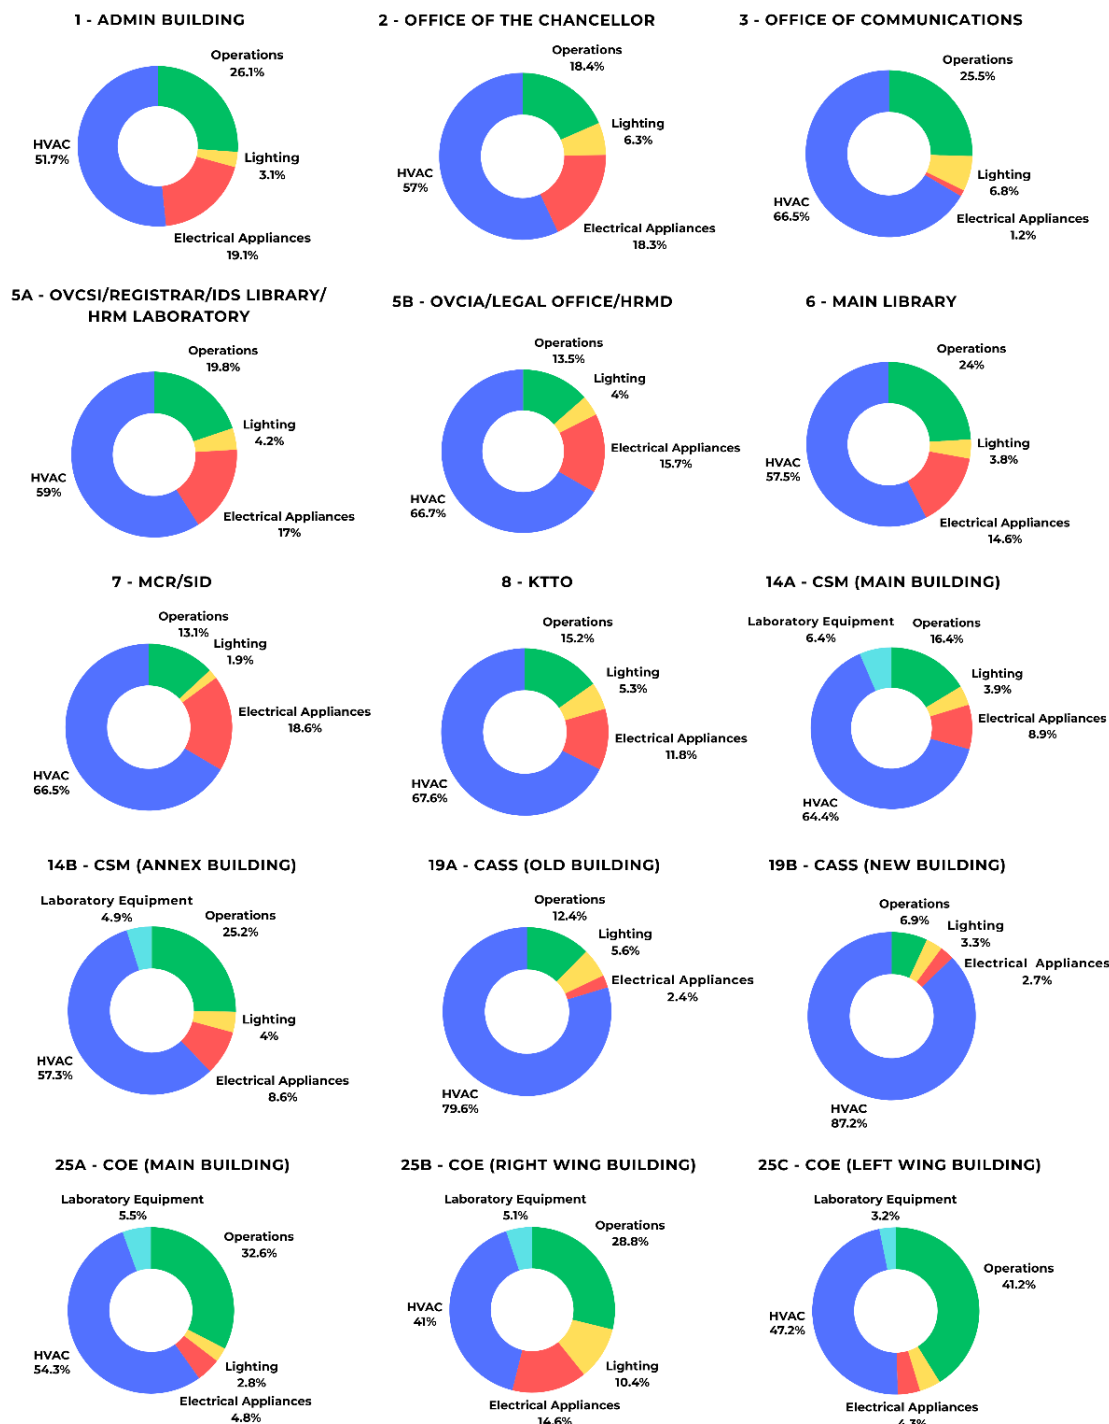 1 - ADMIN BUILDING
Operations
26.1%
Lighting
3.1%
Electrical Appliances
19.1%
HVAC
51.7%
2 - OFFICE OF THE CHANCELLOR
Operations
18.4%
Lighting
6.3%
Electrical Appliances
18.3%
HVAC
57%
3 - OFFICE OF COMMUNICATIONS
Operations
25.5%
Lighting
6.8%
Electrical Appliances
1.2%
HVAC
66.5%
5A - OVCSI/REGISTRAR/IDS LIBRARY/
HRM LABORATORY
Operations
19.8%
Lighting
4.2%
Electrical Appliances
17%
HVAC
59%
5B - OVCIA/LEGAL OFFICE/HRMD
Operations
13.5%
Lighting
4%
Electrical Appliances
15.7%
HVAC
66.7%
6 - MAIN LIBRARY
Operations
24%
Lighting
3.8%
Electrical Appliances
14.6%
HVAC
57.5%
7 - MCR/SID
Operations
13.1%
Lighting
1.9%
Electrical Appliances
18.6%
HVAC
66.5%
8 - KTTO
Operations
15.2%
Lighting
5.3%
Electrical Appliances
11.8%
HVAC
67.6%
14A - CSM (MAIN BUILDING)
Laboratory Equipment
6.4%
Operations
16.4%
Lighting
3.9%
Electrical Appliances
8.9%
HVAC
64.4%
14B - CSM (ANNEX BUILDING)
Laboratory Equipment
4.9%
Operations
25.2%
Lighting
4%
Electrical Appliances
8.6%
HVAC
57.3%
19A - CASS (OLD BUILDING)
Operations
12.4%
Lighting
5.6%
Electrical Appliances
2.4%
HVAC
79.6%
19B - CASS (NEW BUILDING)
Operations
6.9%
Lighting
3.3%
Electrical Appliances
2.7%
HVAC
87.2%
25A - COE (MAIN BUILDING)
Laboratory Equipment
5.5%
Operations
32.6%
Lighting
2.8%
Electrical Appliances
4.8%
HVAC
54.3%
25B - COE (RIGHT WING BUILDING)
Laboratory Equipment
5.1%
Operations
28.8%
Lighting
10.4%
Electrical Appliances
14.6%
HVAC
41%
25C - COE (LEFT WING BUILDING)
Laboratory Equipment
3.2%
Operations
41.2%
Electrical Appliances
4.3%
HVAC
47.2%